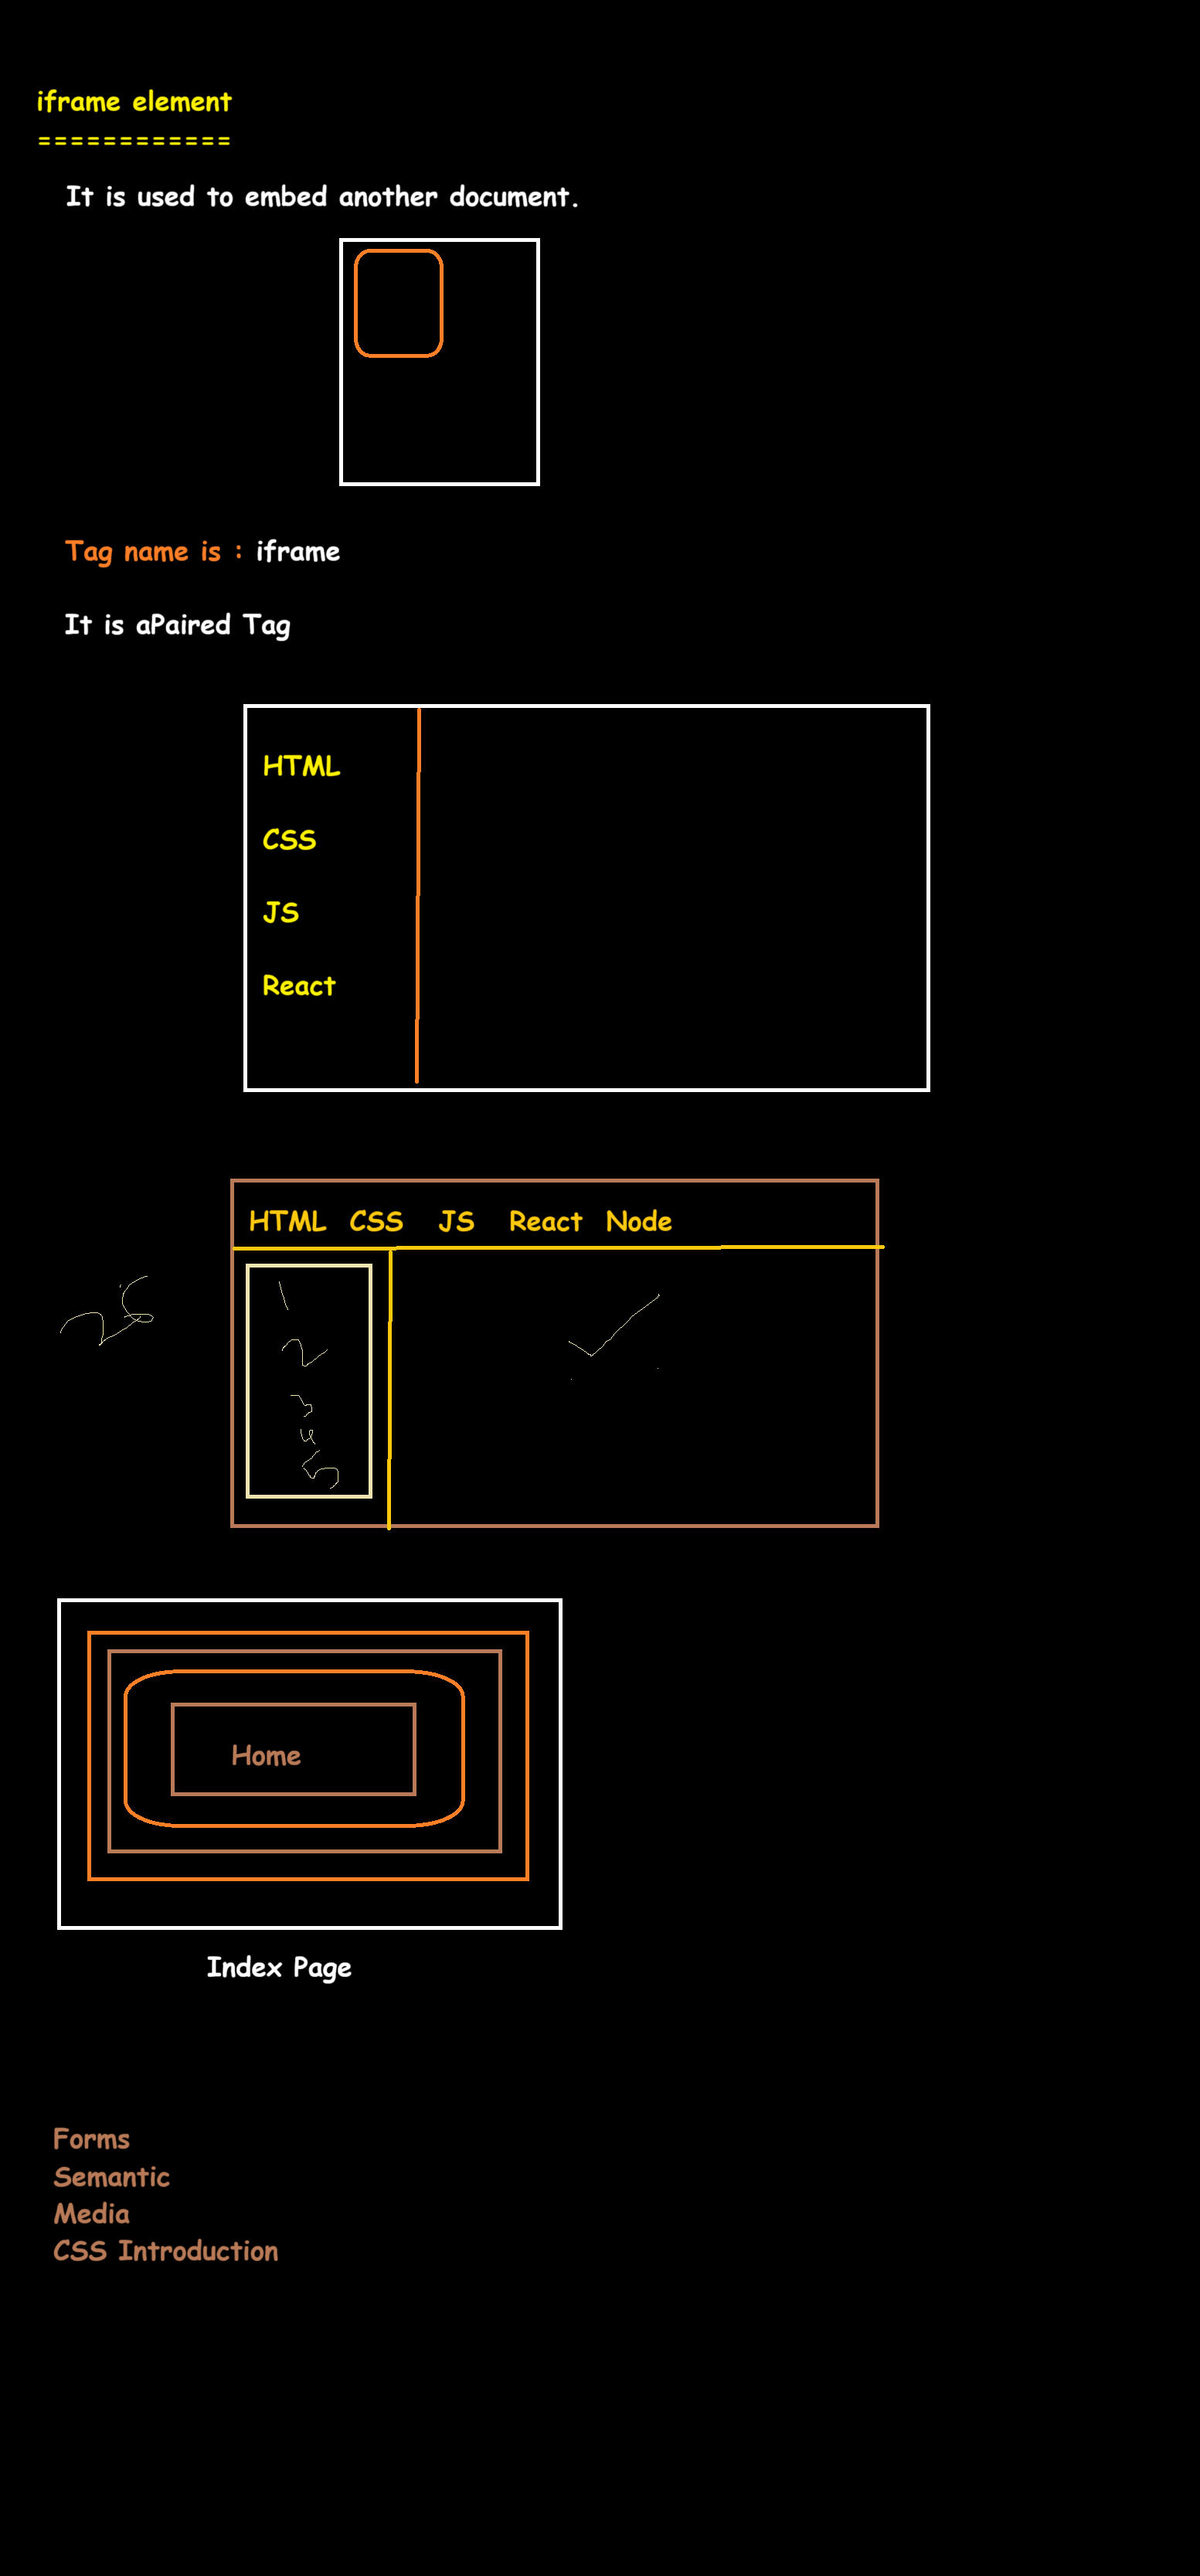 iframe element
============
It is used to embed another document.
Tag name is : iframe
It is aPaired Tag
HTML
CSS
JS
React
HTML CSS JS React Node
1
2
3
4
5
Home
Index Page
Forms
Semantic
Media
CSS Introduction